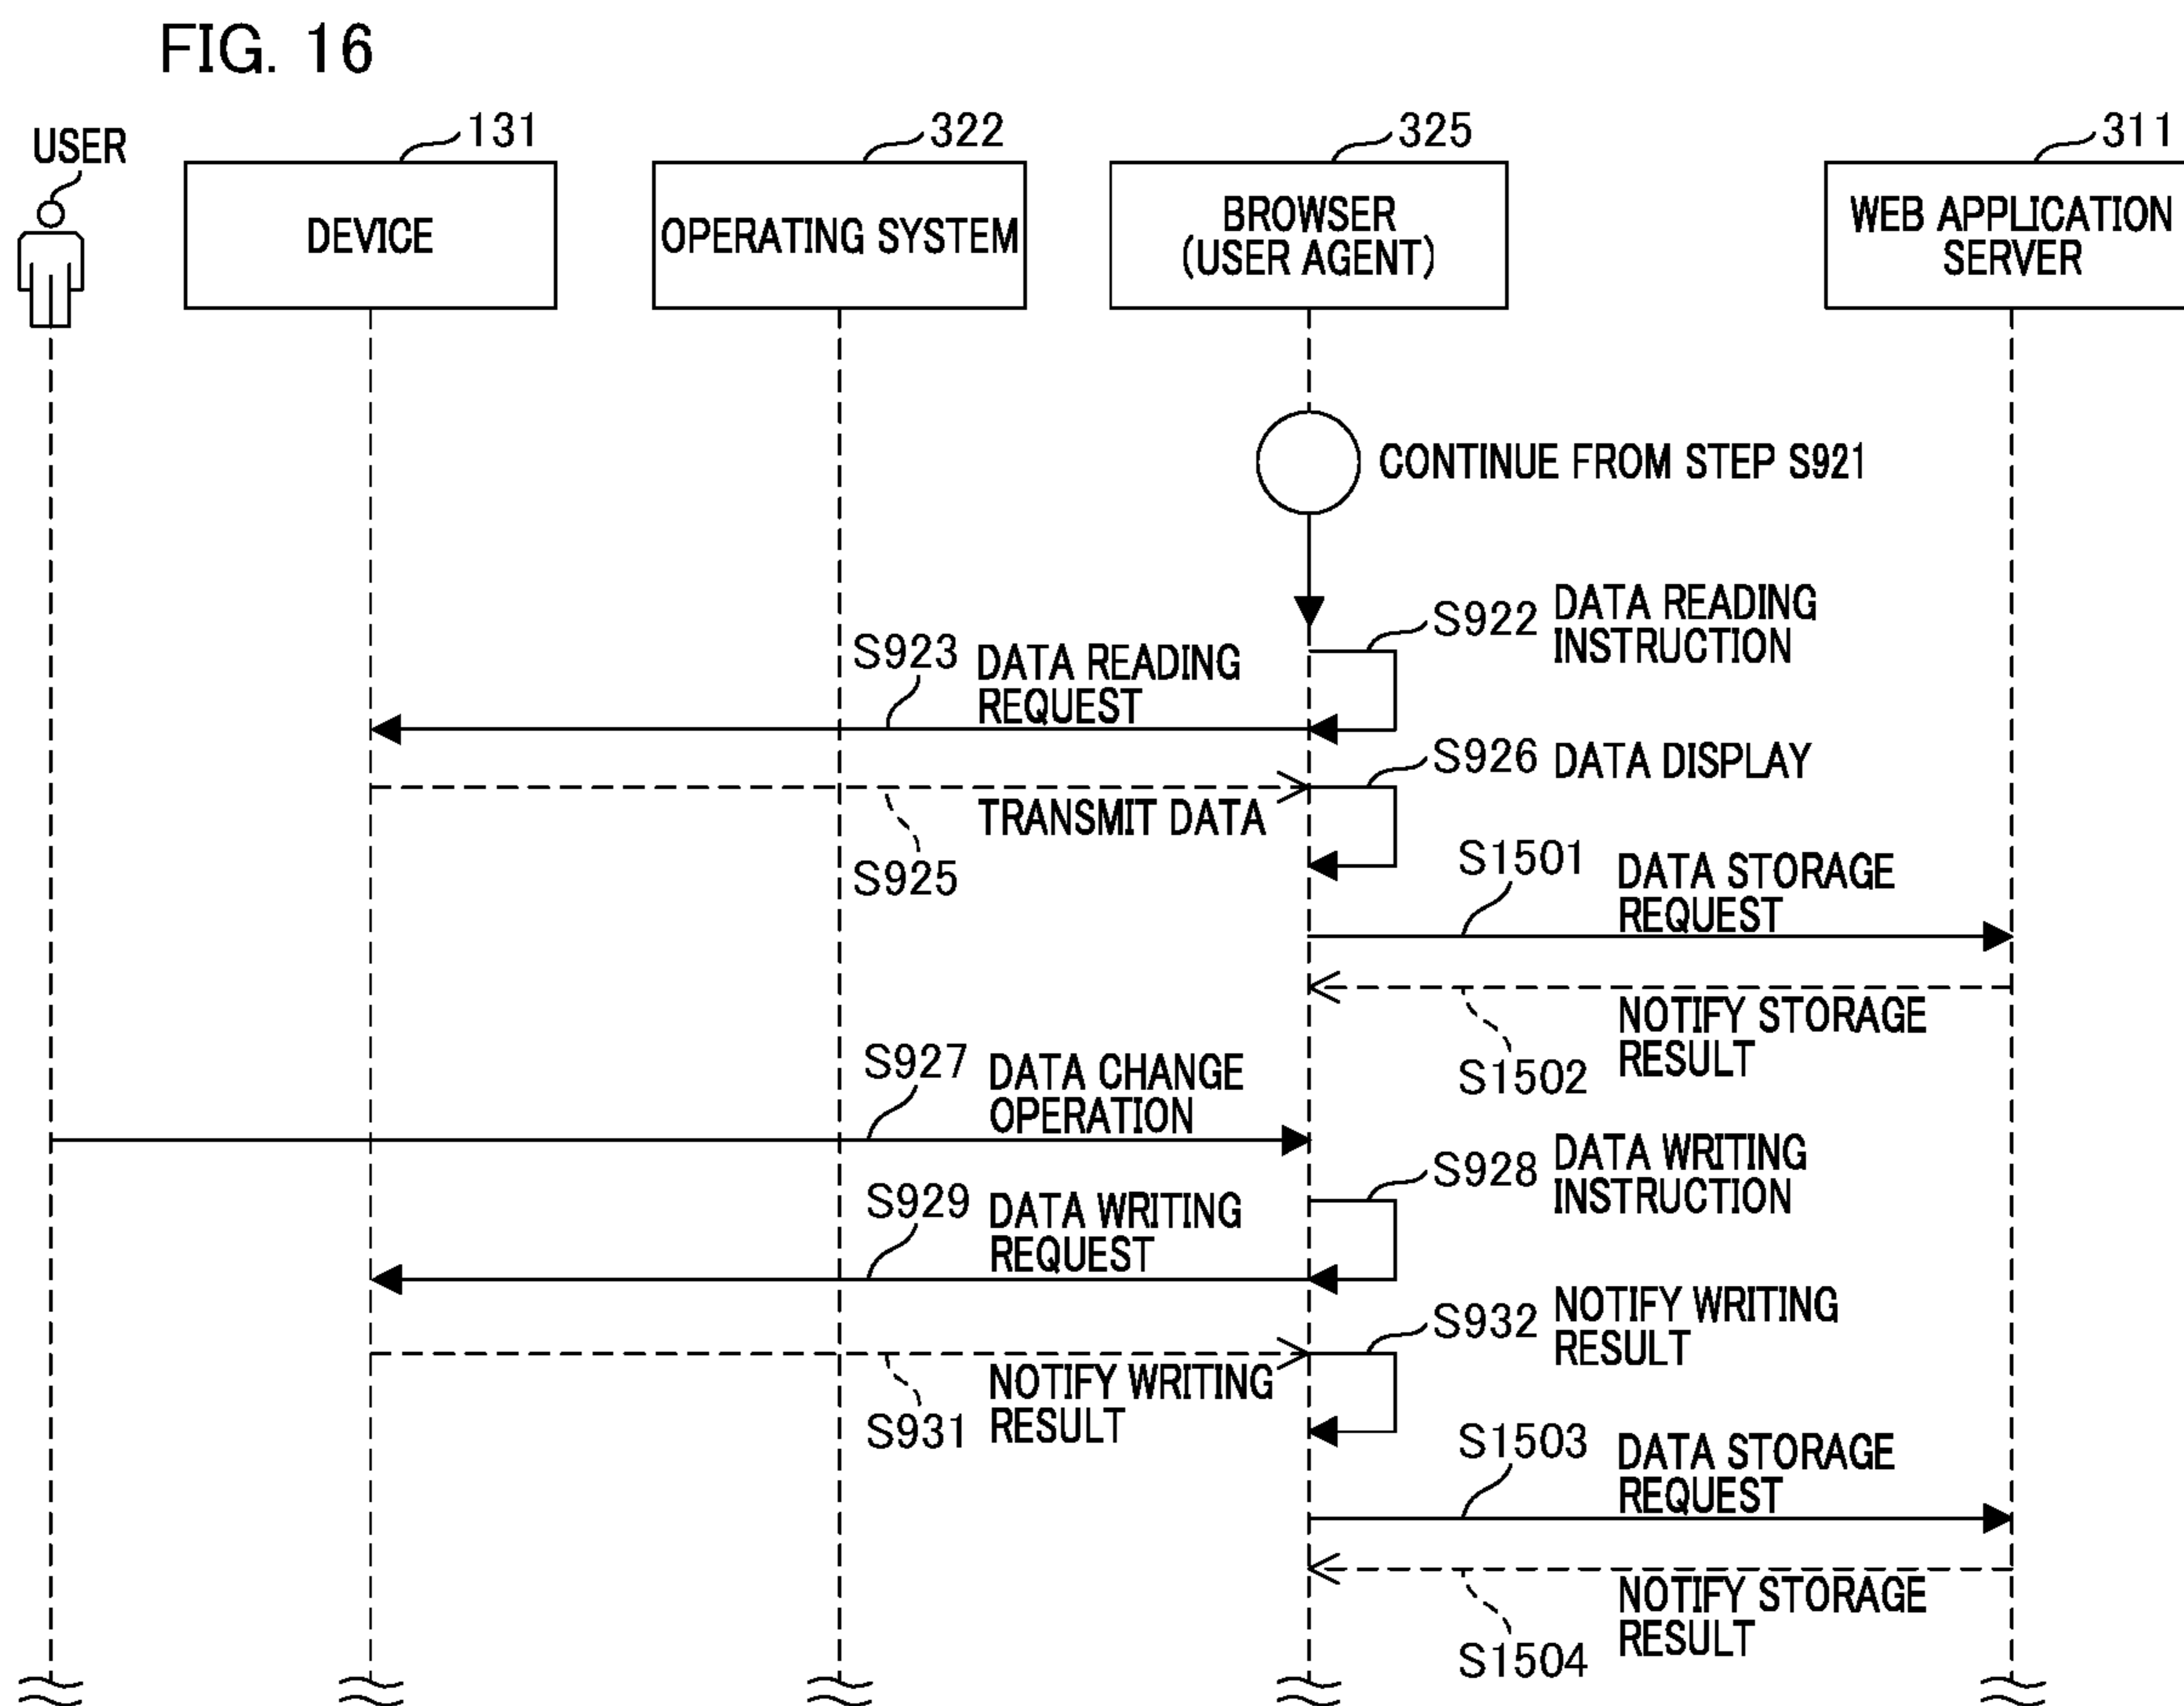 FIG. 16
USER
131
322
325
311
DEVICE
OPERATING SYSTEM
BROWSER
(USER AGENT)
WEB APPLICATION
SERVER
CONTINUE FROM STEP S921
S922 DATA READING
INSTRUCTION
S923 DATA READING
REQUEST
S926 DATA DISPLAY
TRANSMIT DATA
S925
S1501 DATA STORAGE
REQUEST
NOTIFY STORAGE
RESULT
S1502
S927 DATA CHANGE
OPERATION
S928 DATA WRITING
INSTRUCTION
S929 DATA WRITING
REQUEST
S932 NOTIFY WRITING
RESULT
NOTIFY WRITING
RESULT
S931
S1503 DATA STORAGE
REQUEST
NOTIFY STORAGE
RESULT
S1504